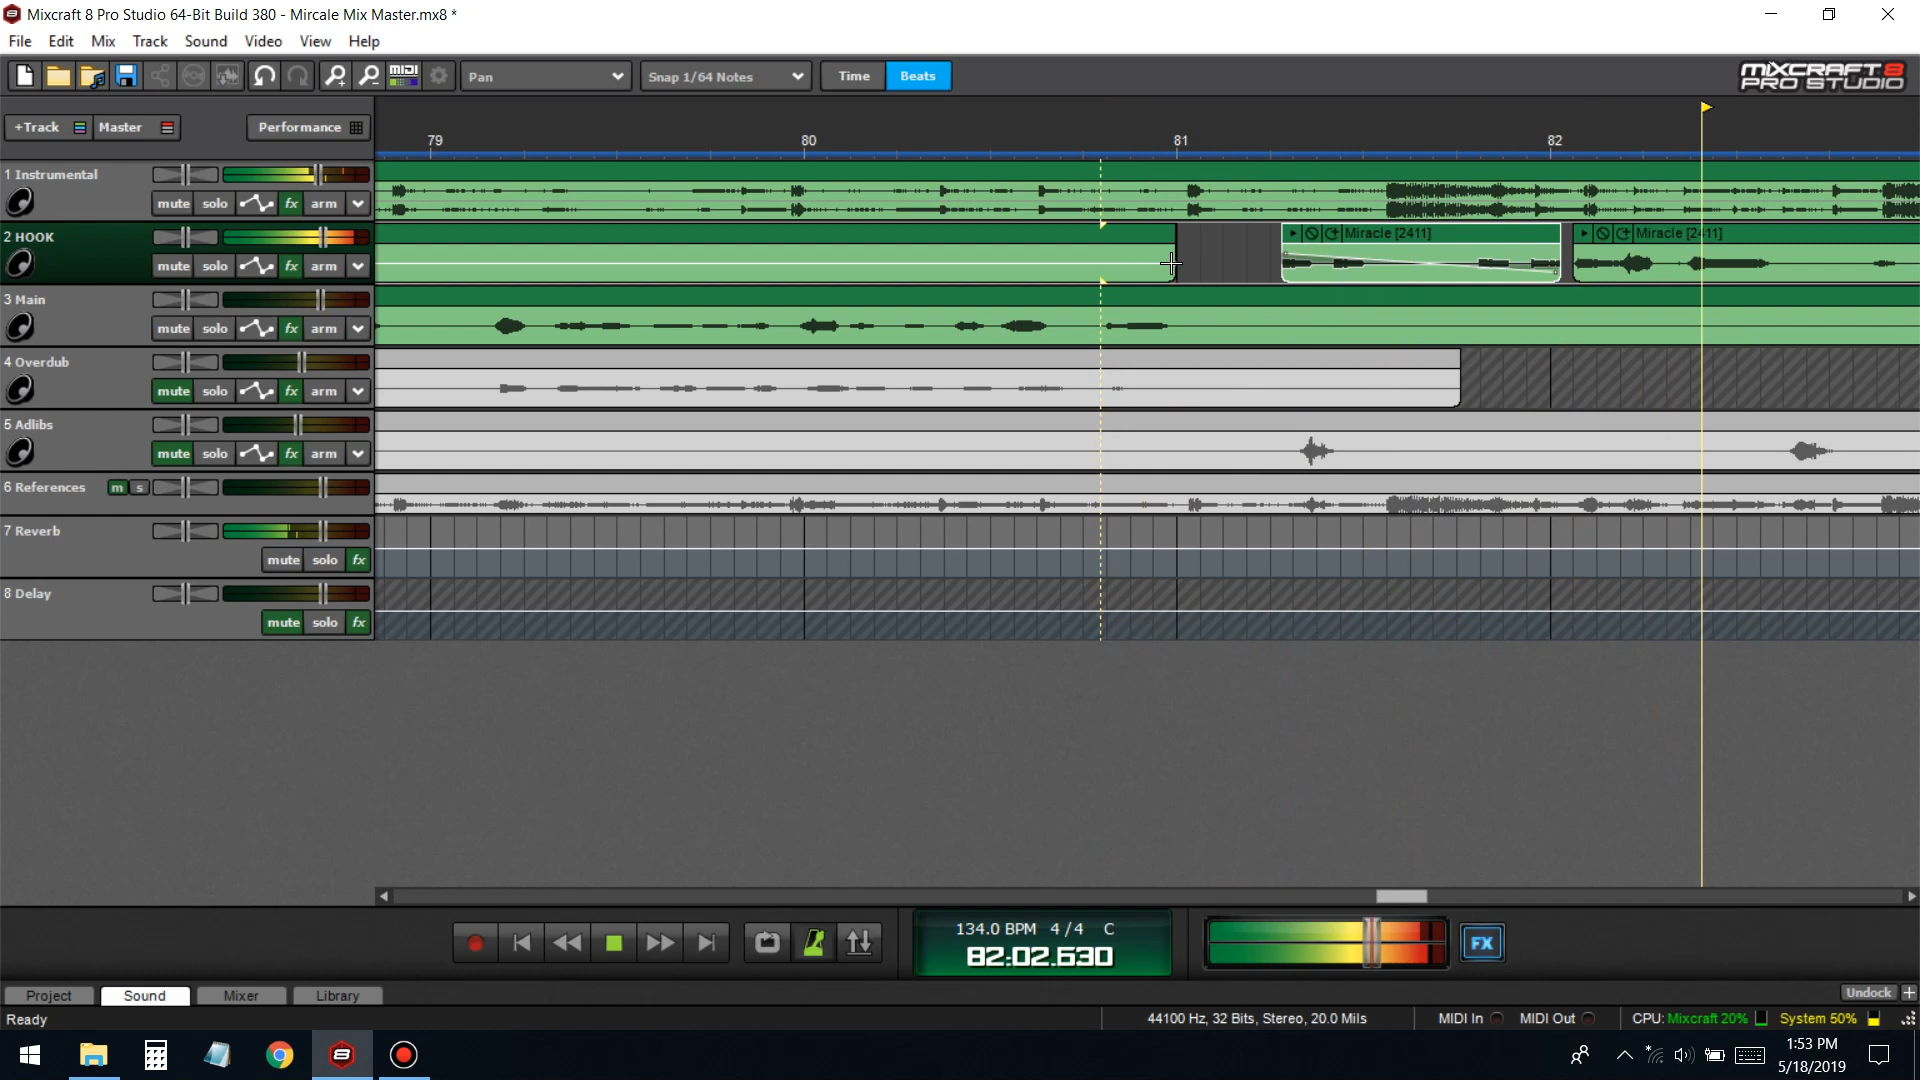 Mixcraft 8 Pro Studio 64-Bit Build 380 - Mircale Mix Master.mx8 *
File Edit Mix Track Sound Video View Help
MIDI Pan Snap 1/64 Notes Time Beats MIXCRAFT 8 PRO STUDIO
+Track Master Performance
79 80 81 82
1 Instrumental
mute solo fx arm
2 HOOK Miracle [2411] Miracle [2411]
mute solo fx arm
3 Main
mute solo fx arm
4 Overdub
mute solo fx arm
5 Adlibs
mute solo fx arm
6 References m s
7 Reverb
mute solo fx
8 Delay
mute solo fx
134.0 BPM 4/4 C
82:02.630 FX
Project Sound Mixer Library Undock +
Ready 44100 Hz, 32 Bits, Stereo, 20.0 Mils MIDI In MIDI Out CPU: Mixcraft 20% System 50%
1:53 PM
5/18/2019